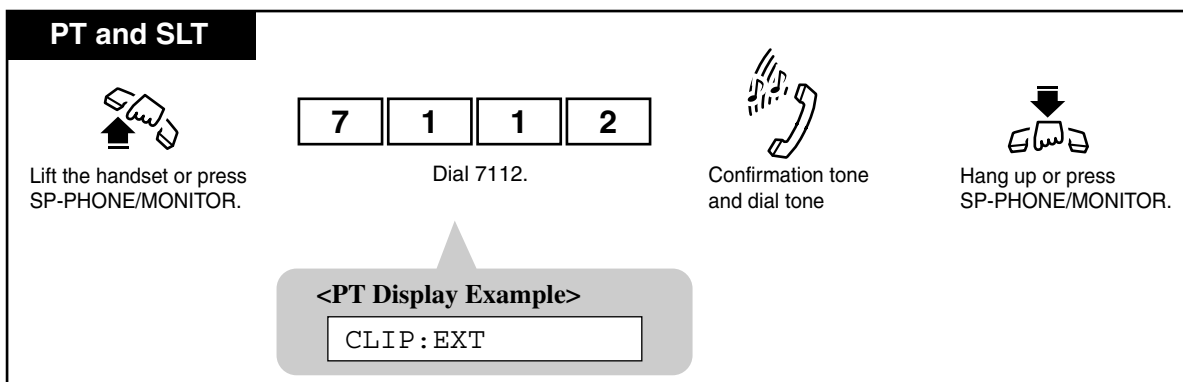 PT and SLT
Lift the handset or press
SP-PHONE/MONITOR.
7 1 1 2
Dial 7112.
Confirmation tone
and dial tone
Hang up or press
SP-PHONE/MONITOR.
<PT Display Example>
CLIP:EXT